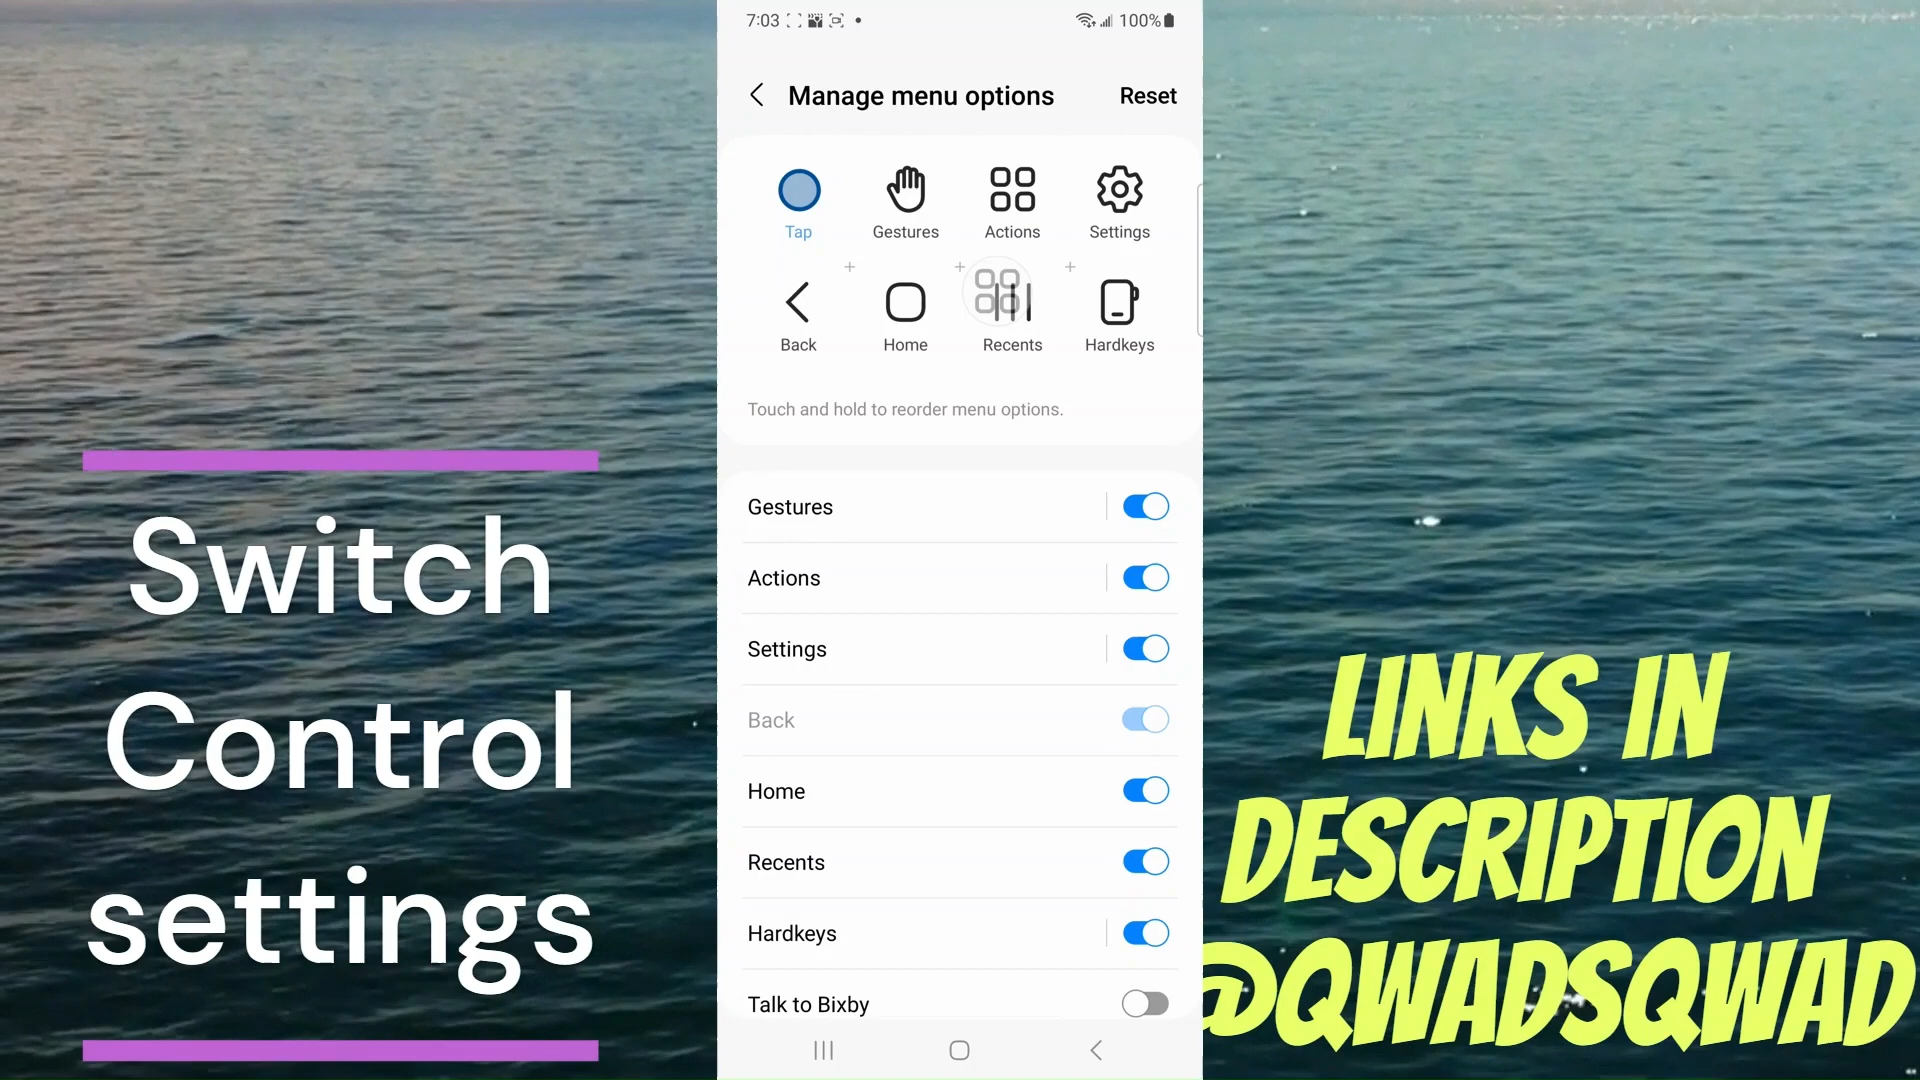 7:03
100%
Manage menu options
Reset
Tap
Gestures
Actions
Settings
Back
Home
Recents
Hardkeys
Touch and hold to reorder menu options.
Gestures
Actions
Settings
Back
Home
Recents
Hardkeys
Talk to Bixby
Switch
Control
settings
LINKS IN
DESCRIPTION
@QWADSQWAD